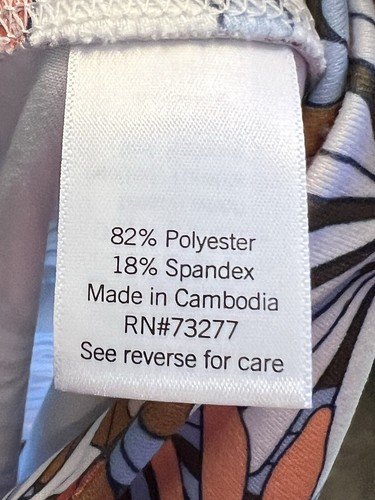 82% Polyester
18% Spandex
Made in Cambodia
RN#73277
See reverse for care